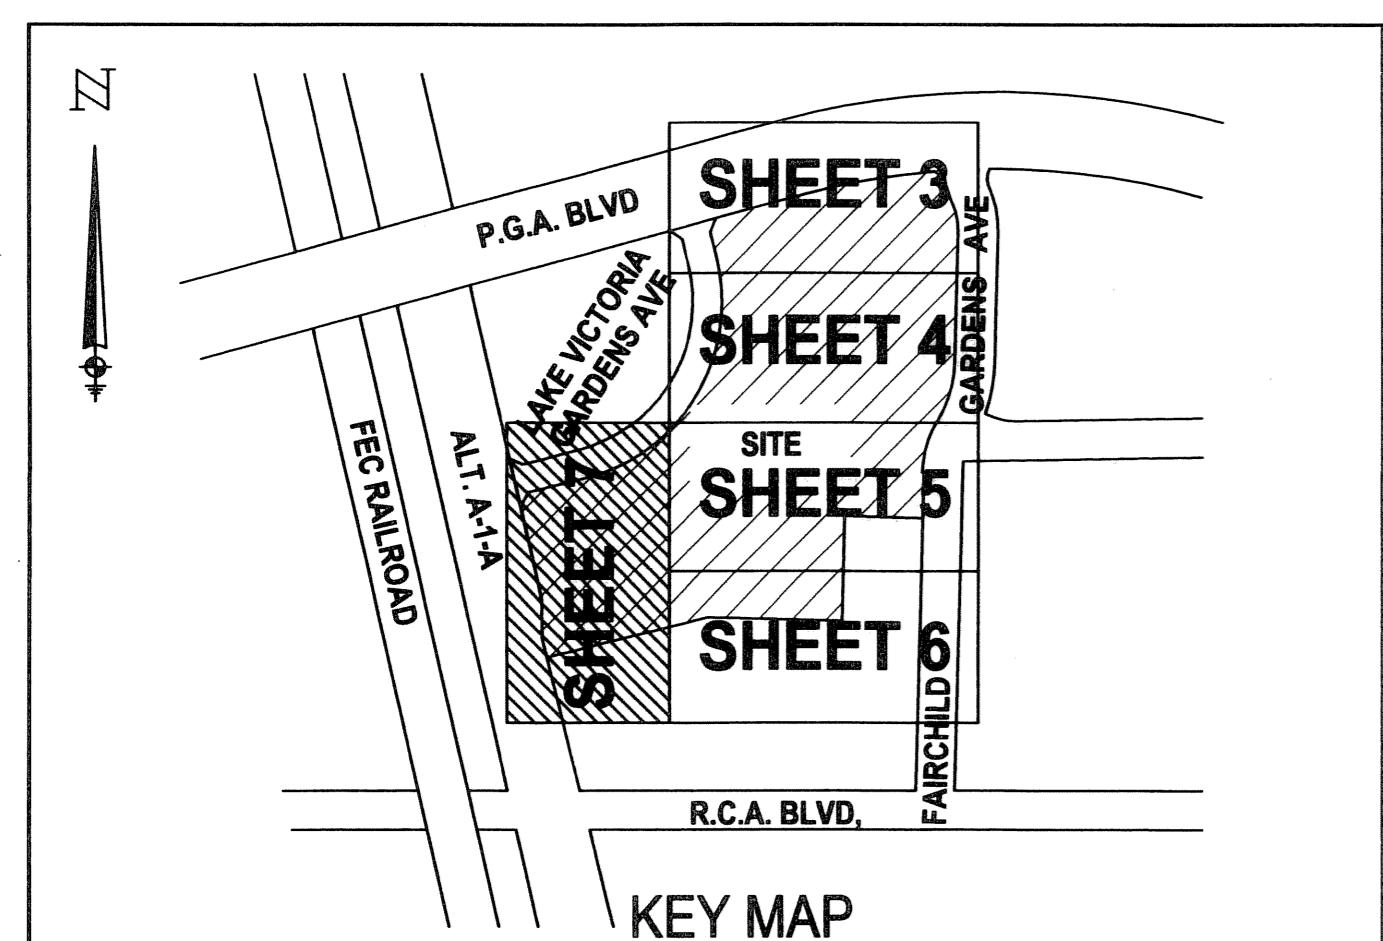 N
SHEET 3
P.G.A. BLVD
GARDENS AVE
LAKE VICTORIA
GARDENS AVE
SHEET 4
SITE
SHEET 5
FEC RAILROAD
ALT. A-1-A
SHEET 7
SHEET 6
FAIRCHILD
R.C.A. BLVD,
KEY MAP